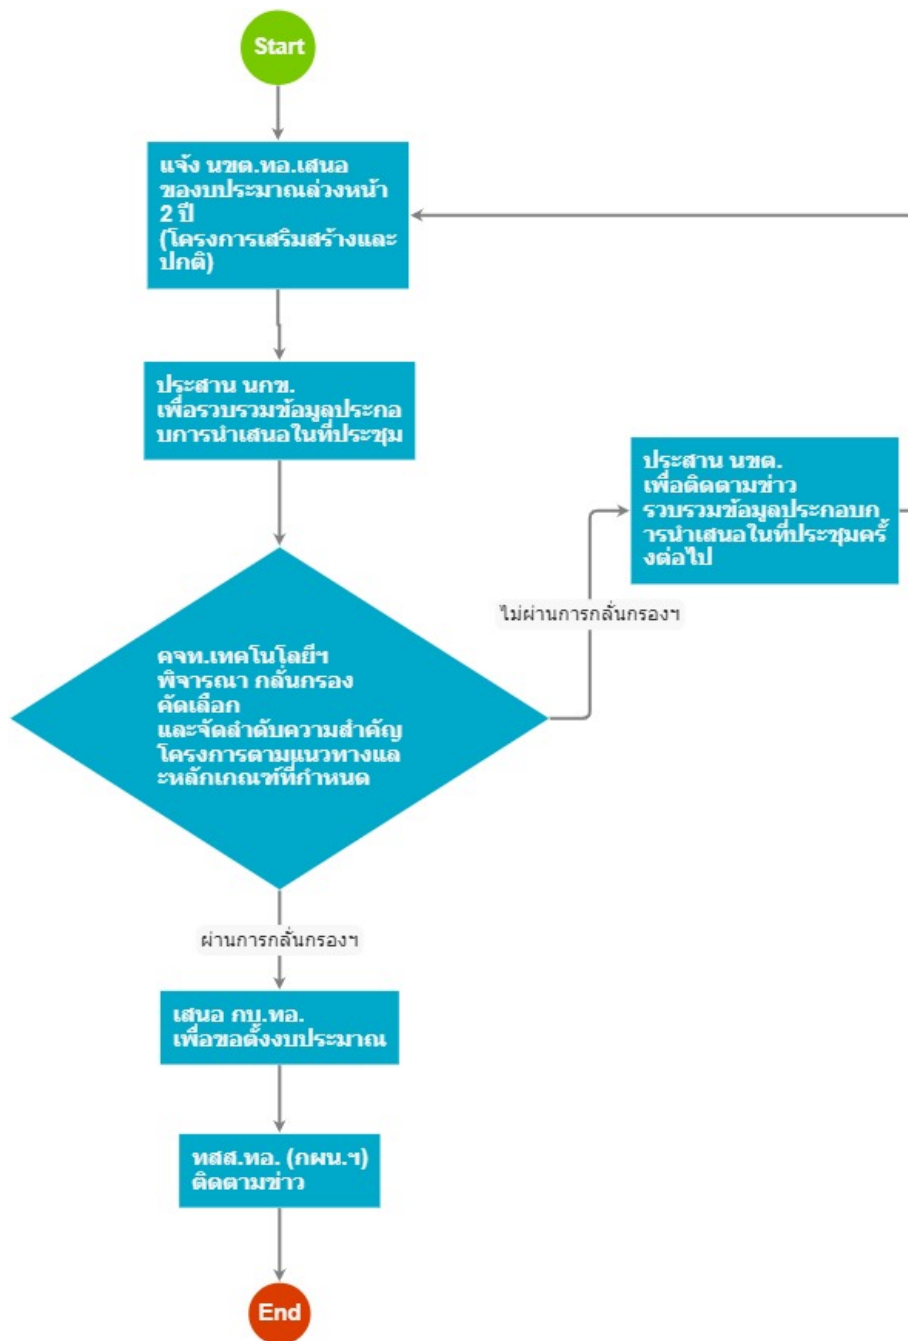 Start
แจ้ง นขต.ทอ.เสนอ
ของบประมาณล่วงหน้า
2 ปี
(โครงการเสริมสร้างและ
ปกติ)
ประสาน นกข.
เพื่อรวบรวมข้อมูลประกอ
บการนำเสนอในที่ประชุม
ประสาน นขต.
เพื่อติดตามข่าว
รวบรวมข้อมูลประกอบก
ารนำเสนอในที่ประชุมครั้
งต่อไป
ไม่ผ่านการกลั่นกรองฯ
คจท.เทคโนโลยีฯ
พิจารณา กลั่นกรอง
คัดเลือก
และจัดลำดับความสำคัญ
โครงการตามแนวทางแล
ะหลักเกณฑ์ที่กำหนด
ผ่านการกลั่นกรองฯ
เสนอ กบ.ทอ.
เพื่อขอตั้งงบประมาณ
ทสส.ทอ. (กผน.ฯ)
ติดตามข่าว
End